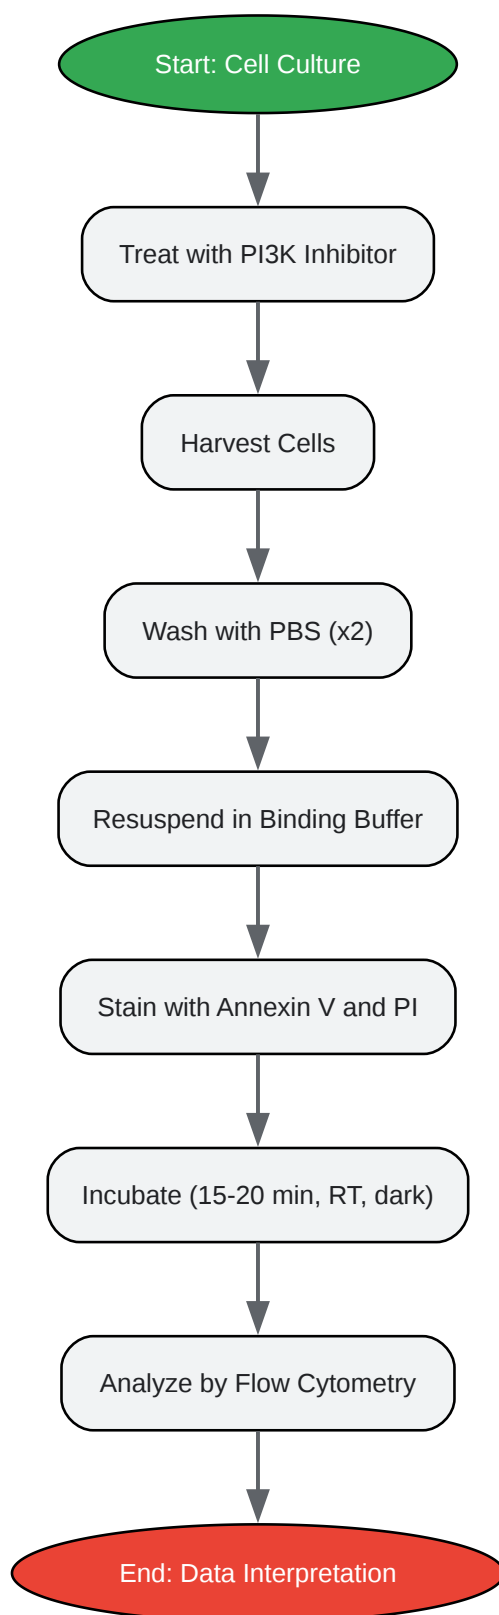 Start: Cell Culture
Treat with PI3K Inhibitor
Harvest Cells
Wash with PBS (x2)
Resuspend in Binding Buffer
Stain with Annexin V and PI
Incubate (15-20 min, RT, dark)
Analyze by Flow Cytometry
End: Data Interpretation